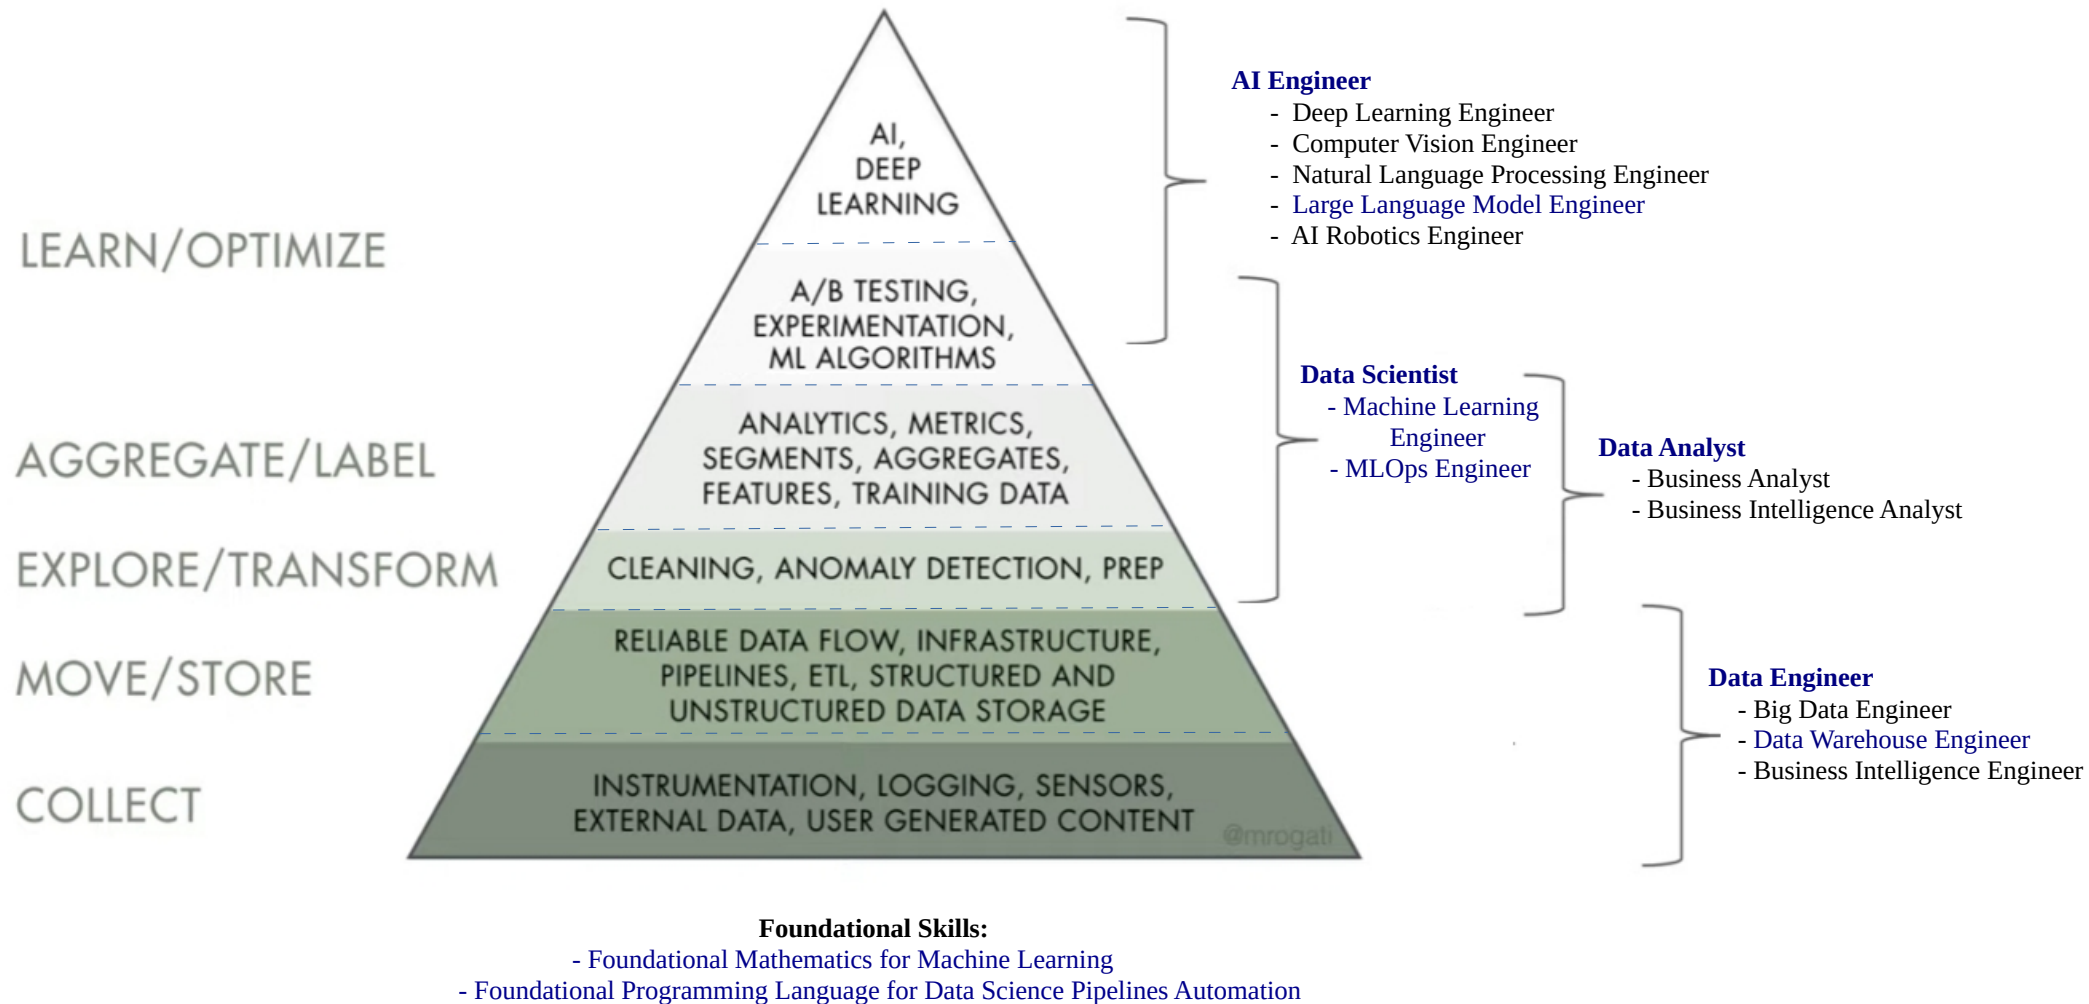 AI,
DEEP
LEARNING
LEARN/OPTIMIZE
A/B TESTING,
EXPERIMENTATION,
ML ALGORITHMS
AGGREGATE/LABEL
ANALYTICS, METRICS,
SEGMENTS, AGGREGATES,
FEATURES, TRAINING DATA
EXPLORE/TRANSFORM
CLEANING, ANOMALY DETECTION, PREP
MOVE/STORE
RELIABLE DATA FLOW, INFRASTRUCTURE,
PIPELINES, ETL, STRUCTURED AND
UNSTRUCTURED DATA STORAGE
COLLECT
INSTRUMENTATION, LOGGING, SENSORS,
EXTERNAL DATA, USER GENERATED CONTENT
@mrogati
AI Engineer
- Deep Learning Engineer
- Computer Vision Engineer
- Natural Language Processing Engineer
- Large Language Model Engineer
- AI Robotics Engineer
Data Scientist
- Machine Learning
Engineer
- MLOps Engineer
Data Analyst
- Business Analyst
- Business Intelligence Analyst
Data Engineer
- Big Data Engineer
- Data Warehouse Engineer
- Business Intelligence Engineer
Foundational Skills:
- Foundational Mathematics for Machine Learning
- Foundational Programming Language for Data Science Pipelines Automation